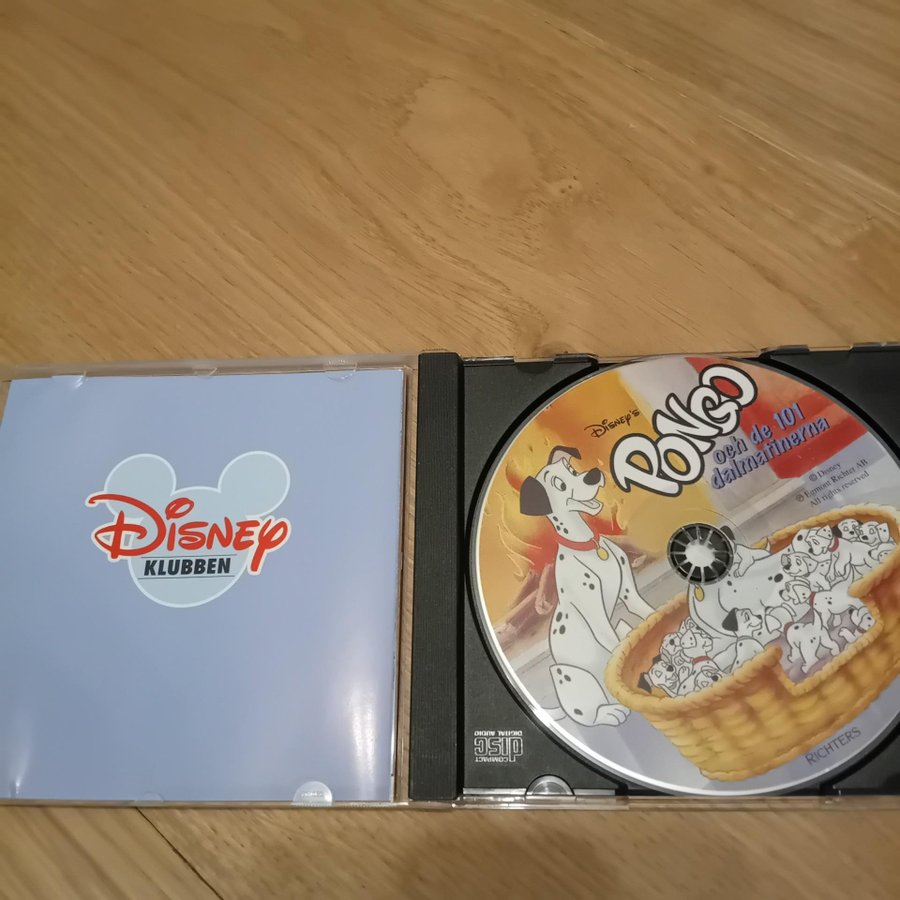 Disney
KLUBBEN
Disney's
PONGO
och de 101
dalmatinerna
© Disney
℗ Egmont Richter AB
All rights reserved
RICHTERS
COMPACT
disc
DIGITAL AUDIO